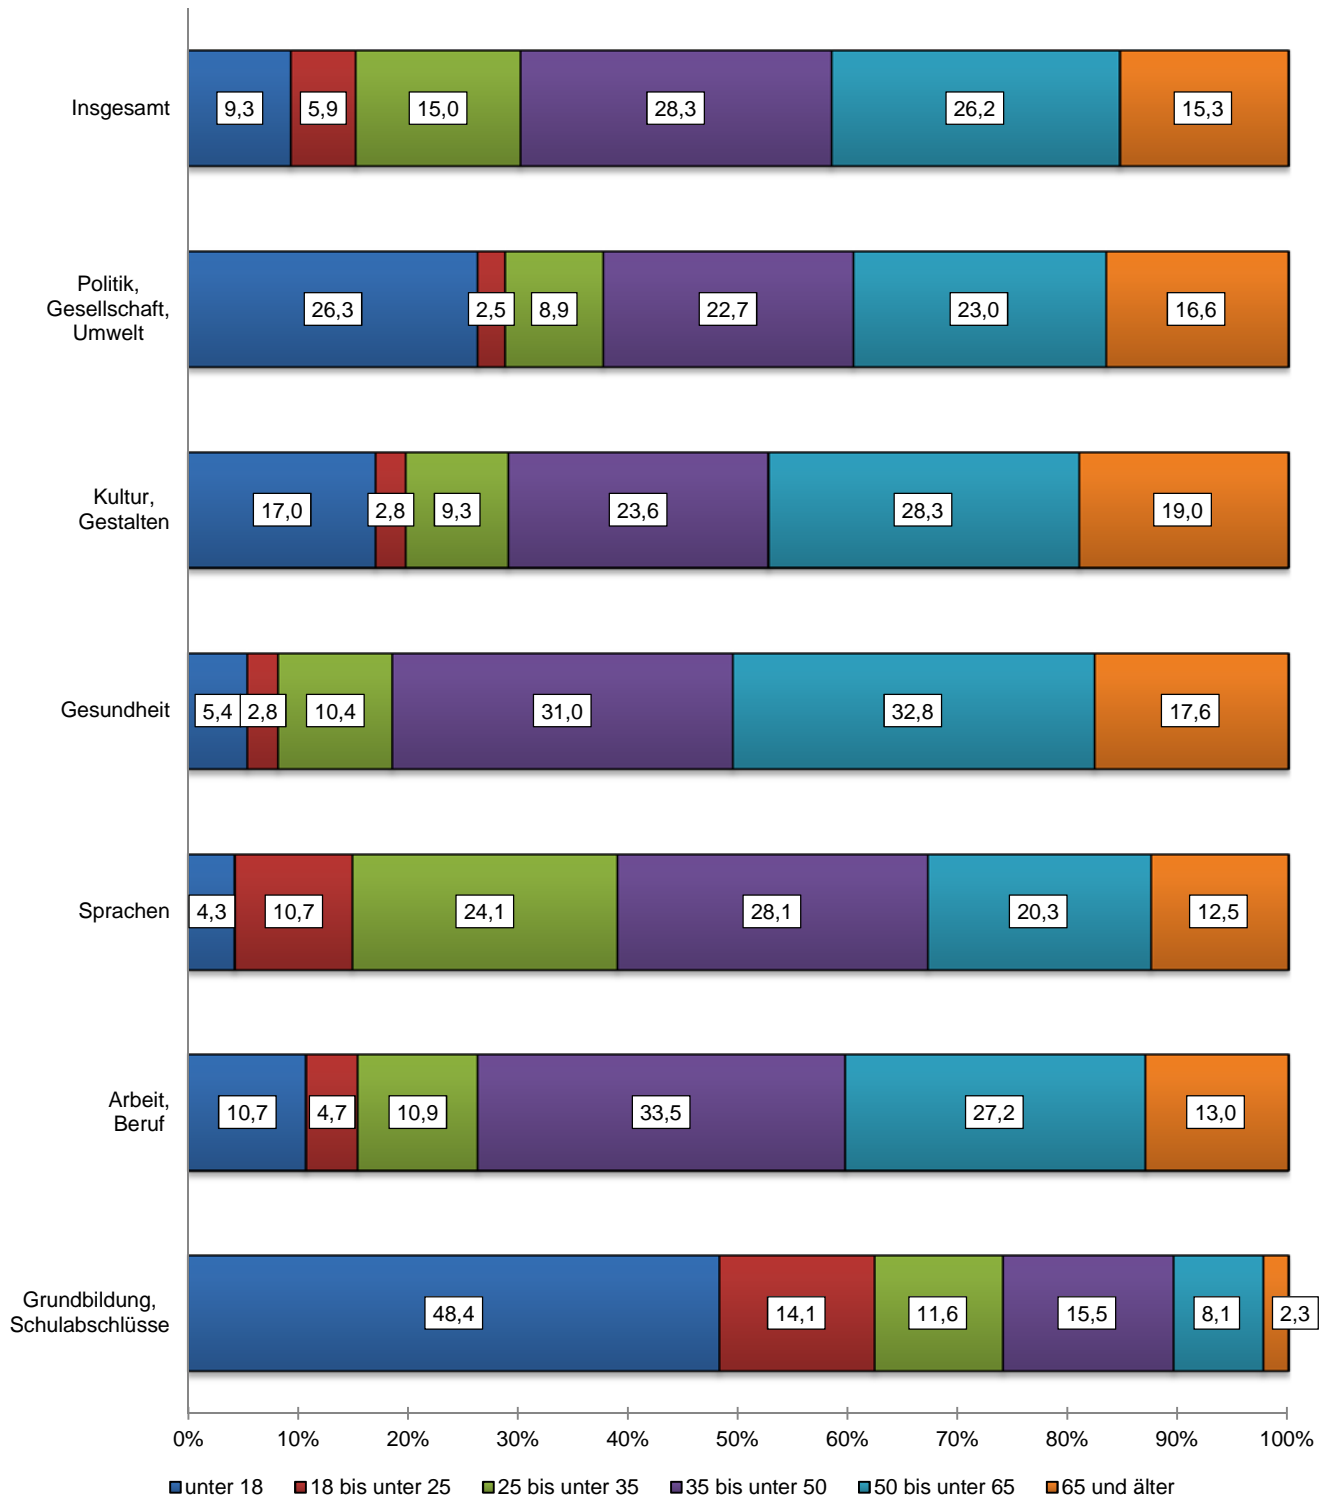 Insgesamt
9,3 5,9 15,0 28,3 26,2 15,3
Politik,
Gesellschaft,
Umwelt
26,3 2,5 8,9 22,7 23,0 16,6
Kultur,
Gestalten
17,0 2,8 9,3 23,6 28,3 19,0
Gesundheit
5,4 2,8 10,4 31,0 32,8 17,6
Sprachen
4,3 10,7 24,1 28,1 20,3 12,5
Arbeit,
Beruf
10,7 4,7 10,9 33,5 27,2 13,0
Grundbildung,
Schulabschlüsse
48,4 14,1 11,6 15,5 8,1 2,3
0% 10% 20% 30% 40% 50% 60% 70% 80% 90% 100%
unter 18 18 bis unter 25 25 bis unter 35 35 bis unter 50 50 bis unter 65 65 und älter